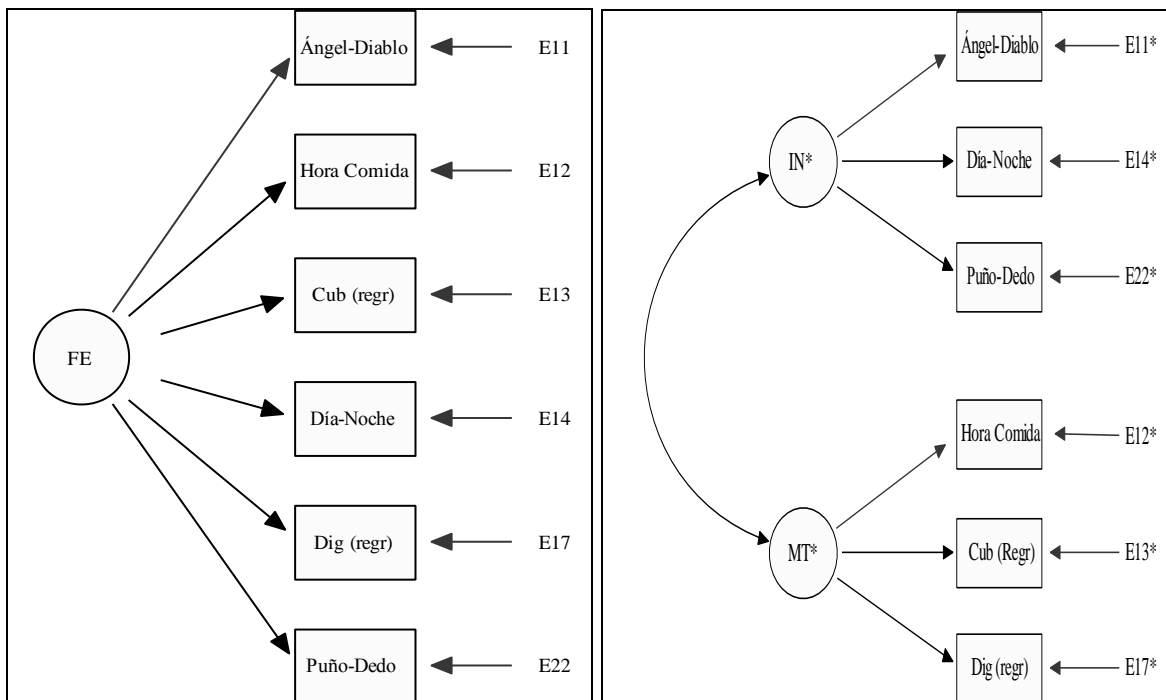 Ángel-Diablo
E11
Hora Comida
E12
Cub (regr)
E13
FE
Día-Noche
E14
Dig (regr)
E17
Puño-Dedo
E22
Ángel-Diablo
E11*
IN*
Día-Noche
E14*
Puño-Dedo
E22*
Hora Comida
E12*
MT*
Cub (Regr)
E13*
Dig (regr)
E17*